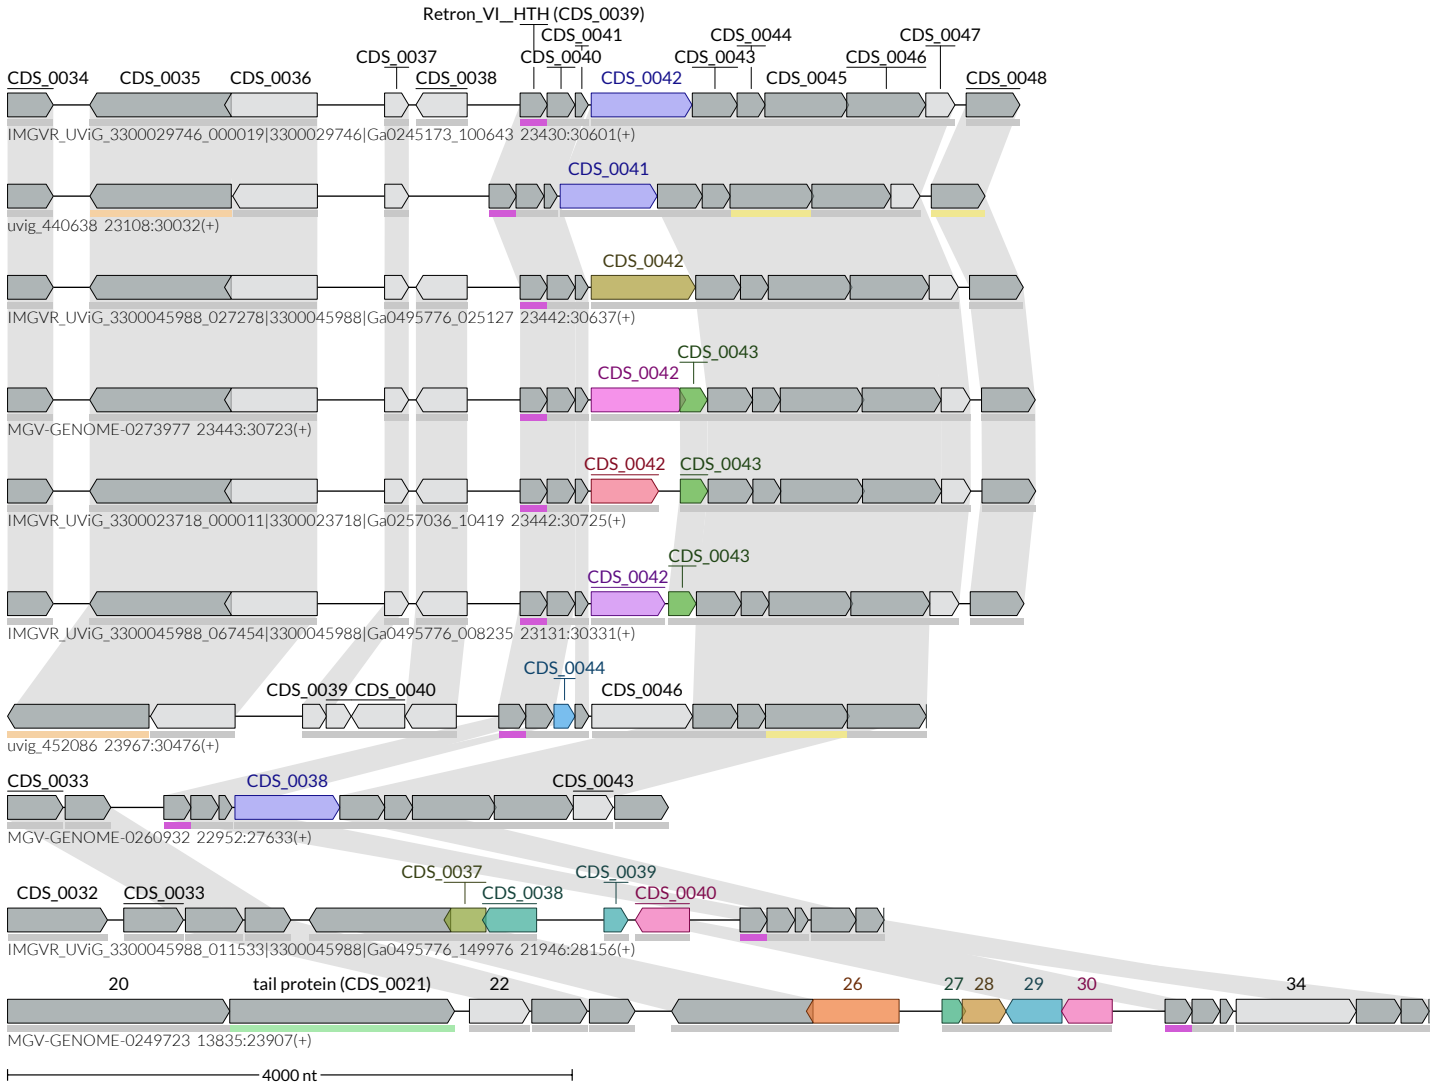 Retron_VI__HTH (CDS_0039)
CDS_0041 CDS_0044 CDS_0047
CDS_0037 CDS_0040 CDS_0043 CDS_0046
CDS_0034 CDS_0035 CDS_0036 CDS_0038 CDS_0042 CDS_0045 CDS_0048
IMGVR_UViG_3300029746_000019|3300029746|Ga0245173_100643 23430:30601(+)
CDS_0041
uvig_440638 23108:30032(+)
CDS_0042
IMGVR_UViG_3300045988_027278|3300045988|Ga0495776_025127 23442:30637(+)
CDS_0043
CDS_0042
MGV-GENOME-0273977 23443:30723(+)
CDS_0042 CDS_0043
IMGVR_UViG_3300023718_000011|3300023718|Ga0257036_10419 23442:30725(+)
CDS_0043
CDS_0042
IMGVR_UViG_3300045988_067454|3300045988|Ga0495776_008235 23131:30331(+)
CDS_0044
CDS_0039 CDS_0040 CDS_0046
uvig_452086 23967:30476(+)
CDS_0033 CDS_0038 CDS_0043
MGV-GENOME-0260932 22952:27633(+)
CDS_0037 CDS_0039
CDS_0032 CDS_0033 CDS_0038 CDS_0040
IMGVR_UViG_3300045988_011533|3300045988|Ga0495776_149976 21946:28156(+)
20 tail protein (CDS_0021) 22 26 27 28 29 30 34
MGV-GENOME-0249723 13835:23907(+)
4000 nt